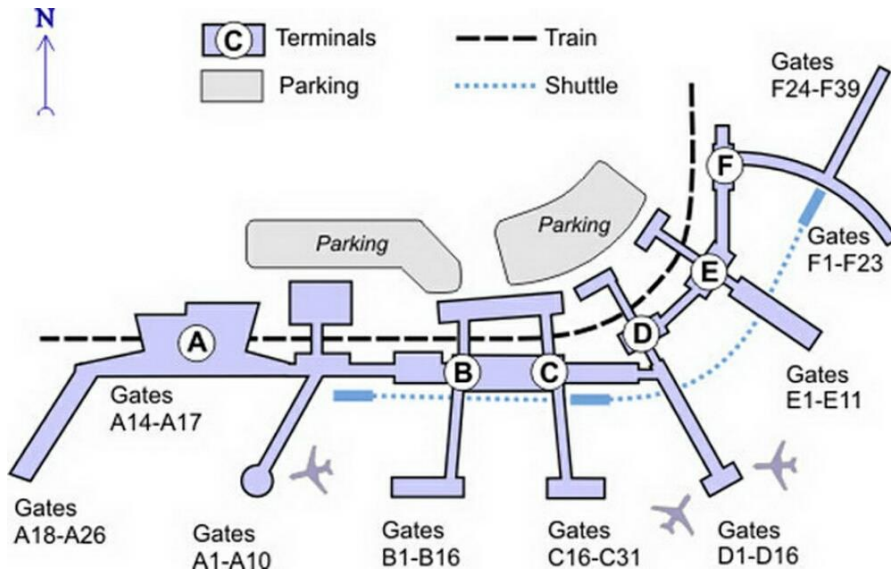 N
C Terminals
Train
Parking
Shuttle
Gates
F24-F39
F
Parking
Parking
Gates
F1-F23
E
A
D
B
C
Gates
A14-A17
Gates
E1-E11
Gates
A18-A26
Gates
A1-A10
Gates
B1-B16
Gates
C16-C31
Gates
D1-D16